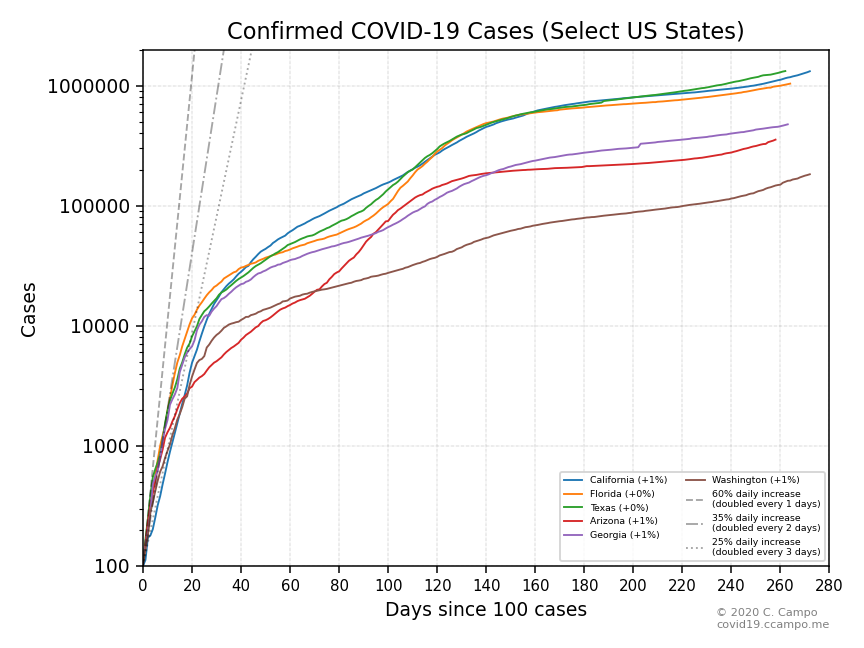 Confirmed COVID-19 Cases (Select US States)
1000000
100000
10000
1000
100
Cases
0 20 40 60 80 100 120 140 160 180 200 220 240 260 280
Days since 100 cases
California (+1%)
Florida (+0%)
Texas (+0%)
Arizona (+1%)
Georgia (+1%)
Washington (+1%)
60% daily increase
(doubled every 1 days)
35% daily increase
(doubled every 2 days)
25% daily increase
(doubled every 3 days)
© 2020 C. Campo
covid19.ccampo.me